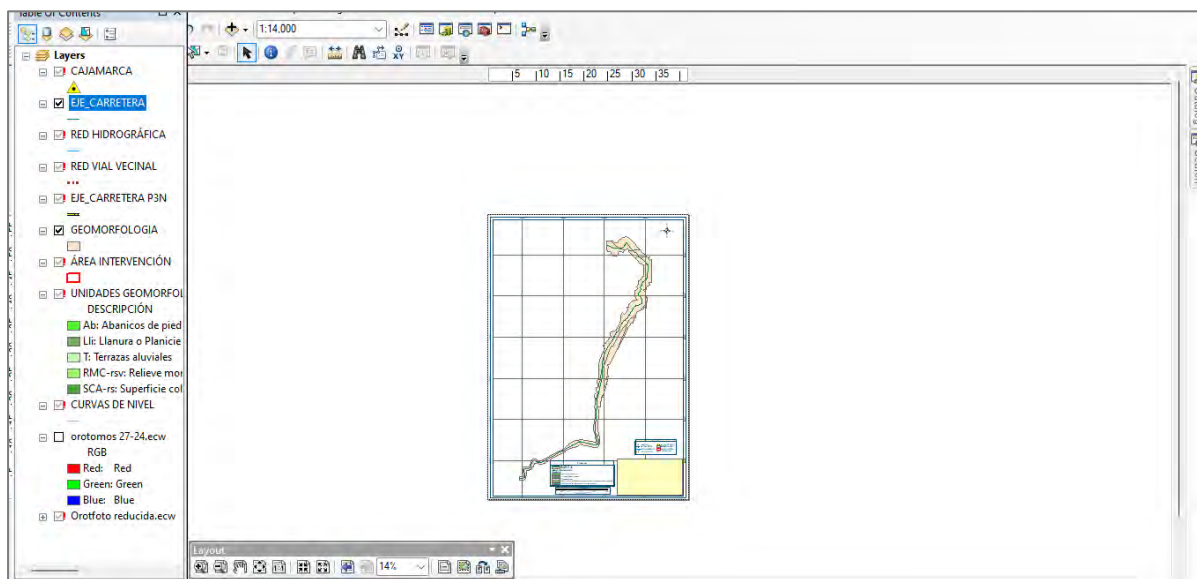 Table Of Contents
1:14.000
Layers
CAJAMARCA
EJE_CARRETERA
RED HIDROGRÁFICA
RED VIAL VECINAL
EJE_CARRETERA P3N
GEOMORFOLOGIA
ÁREA INTERVENCIÓN
UNIDADES GEOMORFOL
DESCRIPCIÓN
Ab: Abanicos de pied
Lli: Llanura o Planicie
T: Terrazas aluviales
RMC-rsv: Relieve mor
SCA-rs: Superficie col
CURVAS DE NIVEL
orotomos 27-24.ecw
RGB
Red: Red
Green: Green
Blue: Blue
Orotfoto reducida.ecw
5 10 15 20 25 30 35
Layout
14%